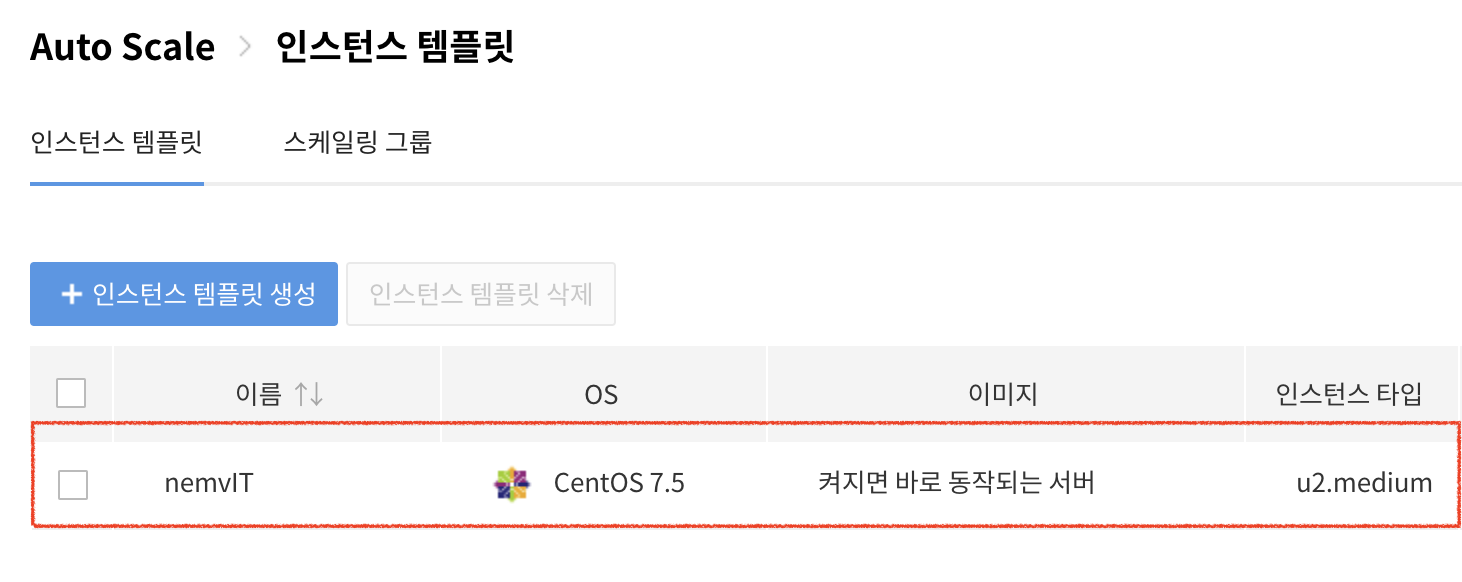 Auto Scale > 인스턴스 템플릿
인스턴스 템플릿 스케일링 그룹
+ 인스턴스 템플릿 생성 인스턴스 템플릿 삭제
이름 ↑↓ OS 이미지 인스턴스 타입
nemvIT CentOS 7.5 켜지면 바로 동작되는 서버 u2.medium